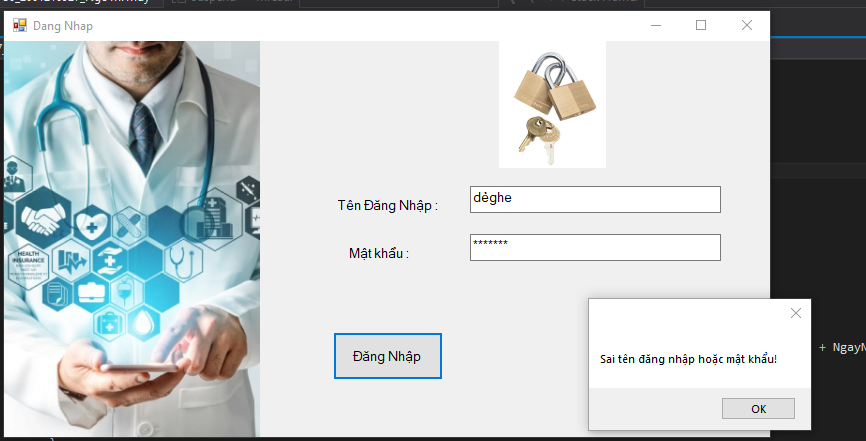 Dang Nhap
Tên Đăng Nhập :
dẻghe
Mật khẩu :
*******
HEALTH
INSURANCE
Đăng Nhập
Sai tên đăng nhập hoặc mật khẩu!
OK
+ NgayN